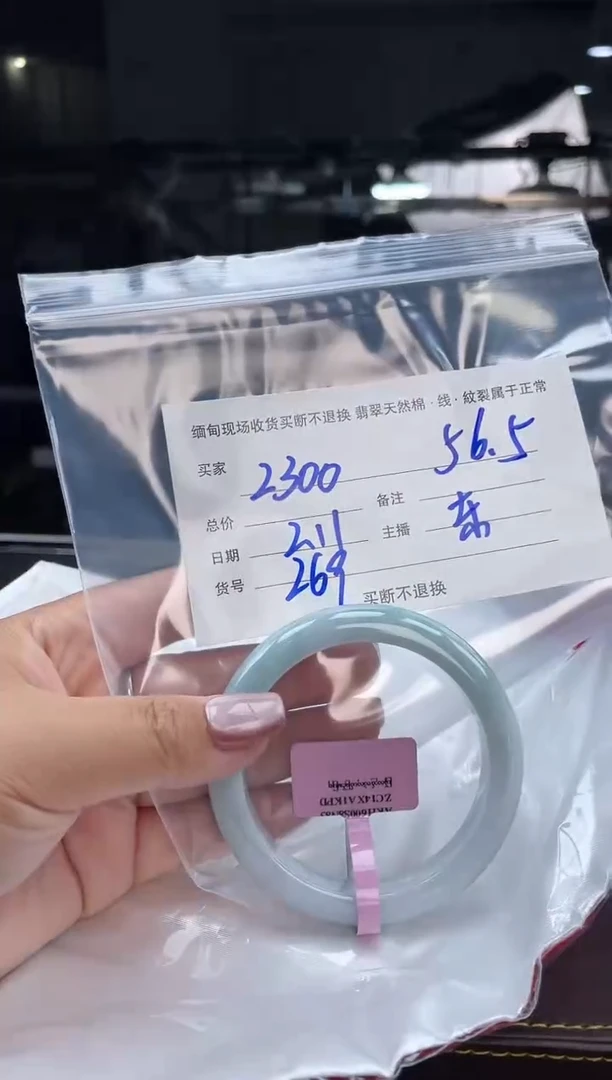 缅甸现场收货买断不退换 翡翠天然棉·线·紋裂属于正常
买家 2300 56.5
总价 备注
日期 211 主播 东
货号 269
买断不退换
ZC14XA1KPD